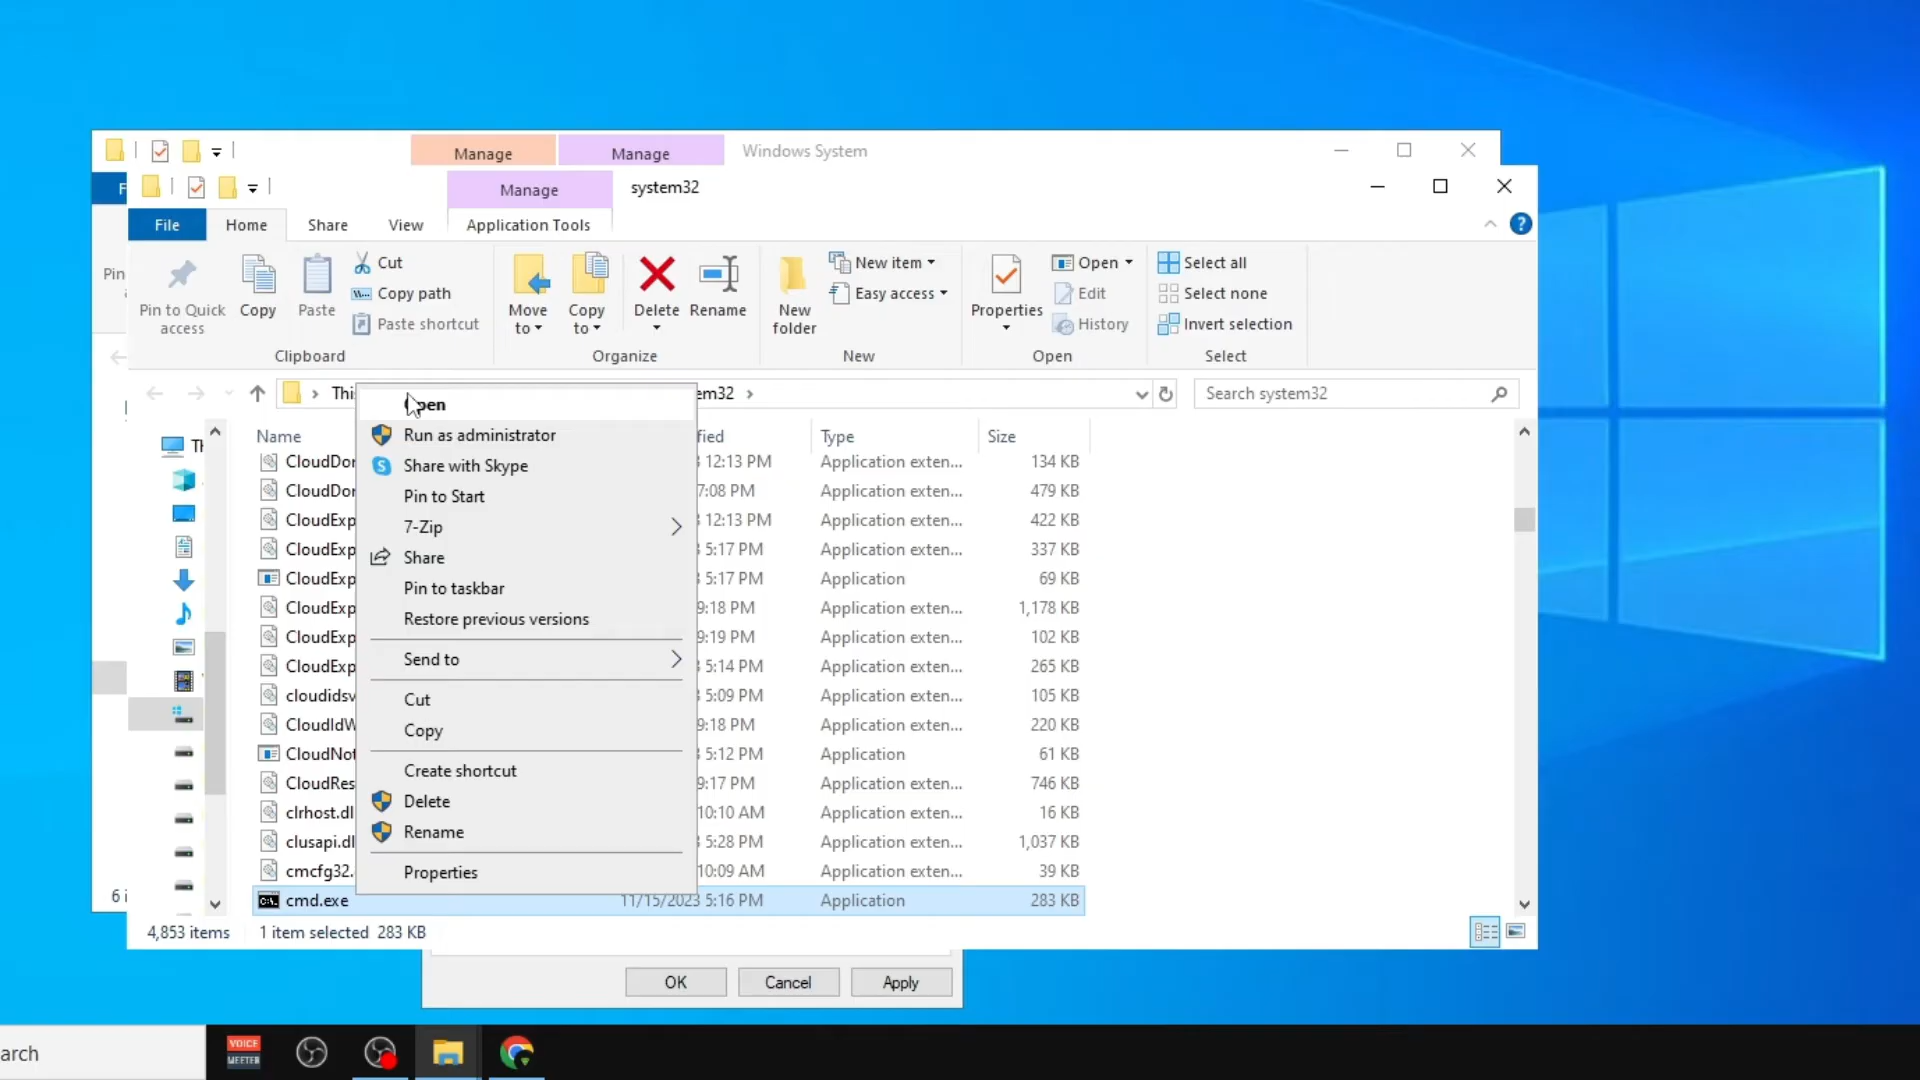 Manage
Manage
Windows System
Manage
system32
F
File
Home
Share
View
Application Tools
Pin
Pin to Quick access
Copy
Paste
Cut
Copy path
Paste shortcut
Clipboard
Move to
Copy to
Delete
Rename
Organize
New folder
New item
Easy access
New
Properties
Open
Edit
History
Open
Select all
Select none
Invert selection
Select
Thi
em32
Search system32
Th
Name
fied
Type
Size
CloudDor 12:13 PM Application exten... 134 KB
CloudDor 7:08 PM Application exten... 479 KB
CloudExp 12:13 PM Application exten... 422 KB
CloudExp 5:17 PM Application exten... 337 KB
CloudExp 5:17 PM Application 69 KB
CloudExp 9:18 PM Application exten... 1,178 KB
CloudExp 9:19 PM Application exten... 102 KB
CloudExp 5:14 PM Application exten... 265 KB
cloudidsv 5:09 PM Application exten... 105 KB
CloudIdW 9:18 PM Application exten... 220 KB
CloudNot 5:12 PM Application 61 KB
CloudRes 9:17 PM Application exten... 746 KB
clrhost.dl 10:10 AM Application exten... 16 KB
clusapi.dl 5:28 PM Application exten... 1,037 KB
cmcfg32. 10:09 AM Application exten... 39 KB
cmd.exe 11/15/2023 5:16 PM Application 283 KB
Open
Run as administrator
Share with Skype
Pin to Start
7-Zip
Share
Pin to taskbar
Restore previous versions
Send to
Cut
Copy
Create shortcut
Delete
Rename
Properties
6 i
4,853 items
1 item selected 283 KB
OK
Cancel
Apply
arch
VOICE
MEETER